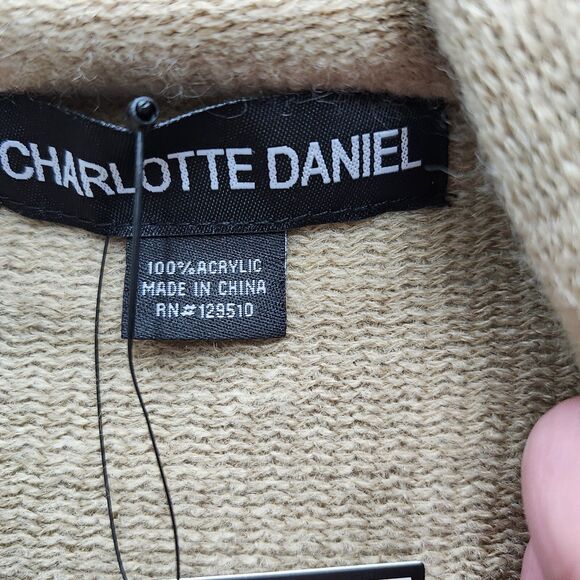 CHARLOTTE DANIEL
100%ACRYLIC
MADE IN CHINA
RN#129510